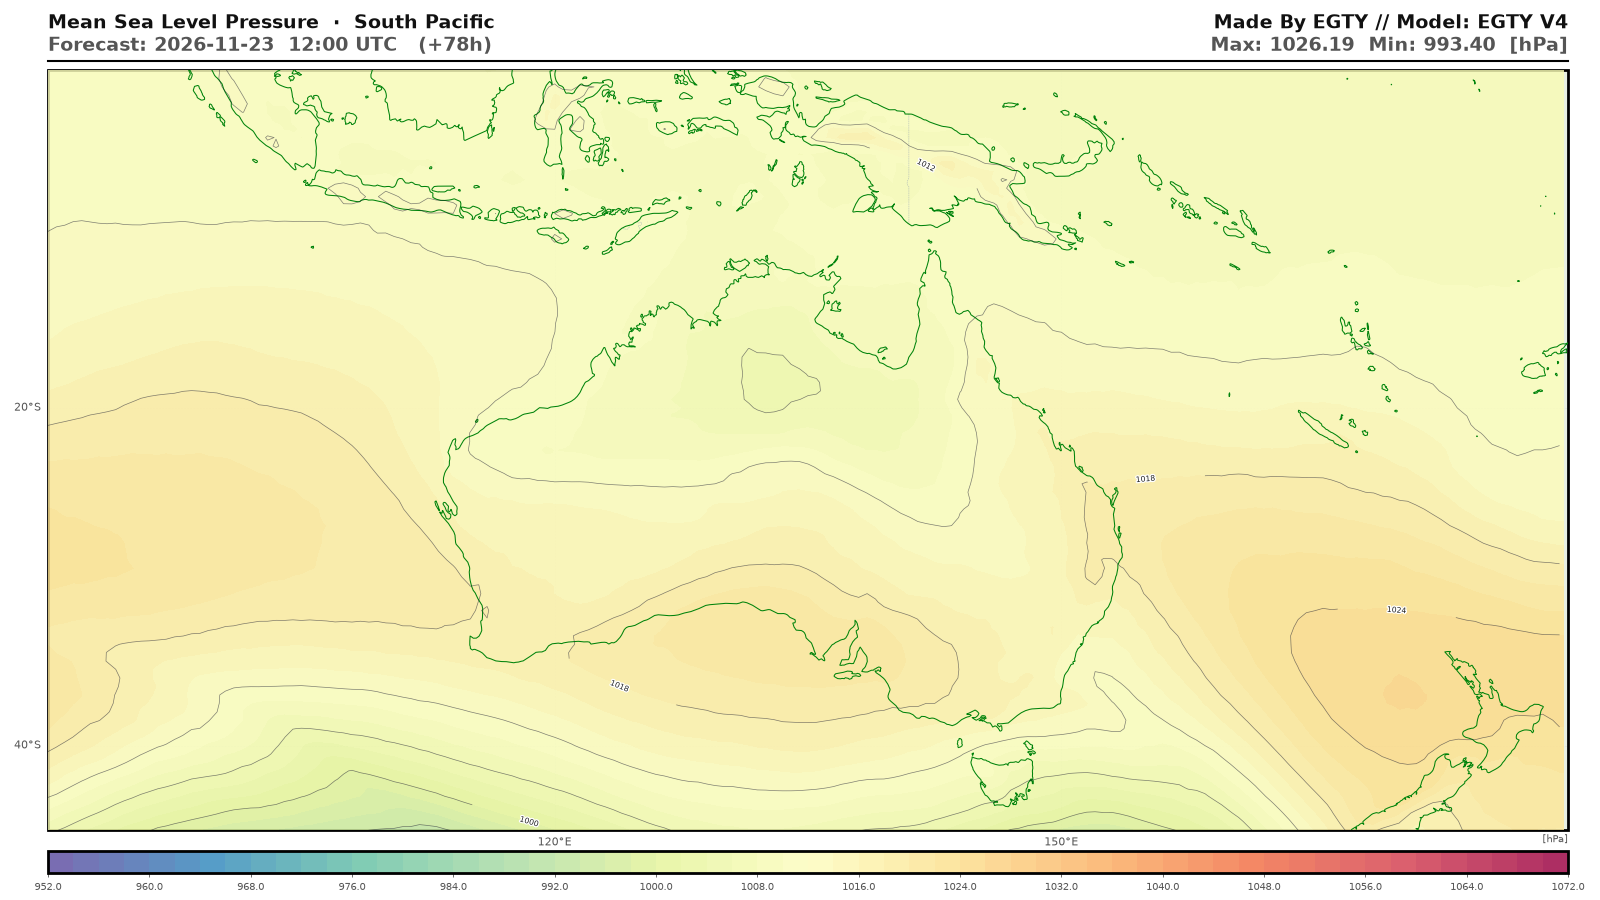 Mean Sea Level Pressure · South Pacific
Made By EGTY // Model: EGTY V4
Forecast: 2026-11-23 12:00 UTC (+78h)
Max: 1026.19 Min: 993.40 [hPa]
1012
20°S
1018
1024
1018
40°S
1000
120°E
150°E
[hPa]
952.0
960.0
968.0
976.0
984.0
992.0
1000.0
1008.0
1016.0
1024.0
1032.0
1040.0
1048.0
1056.0
1064.0
1072.0